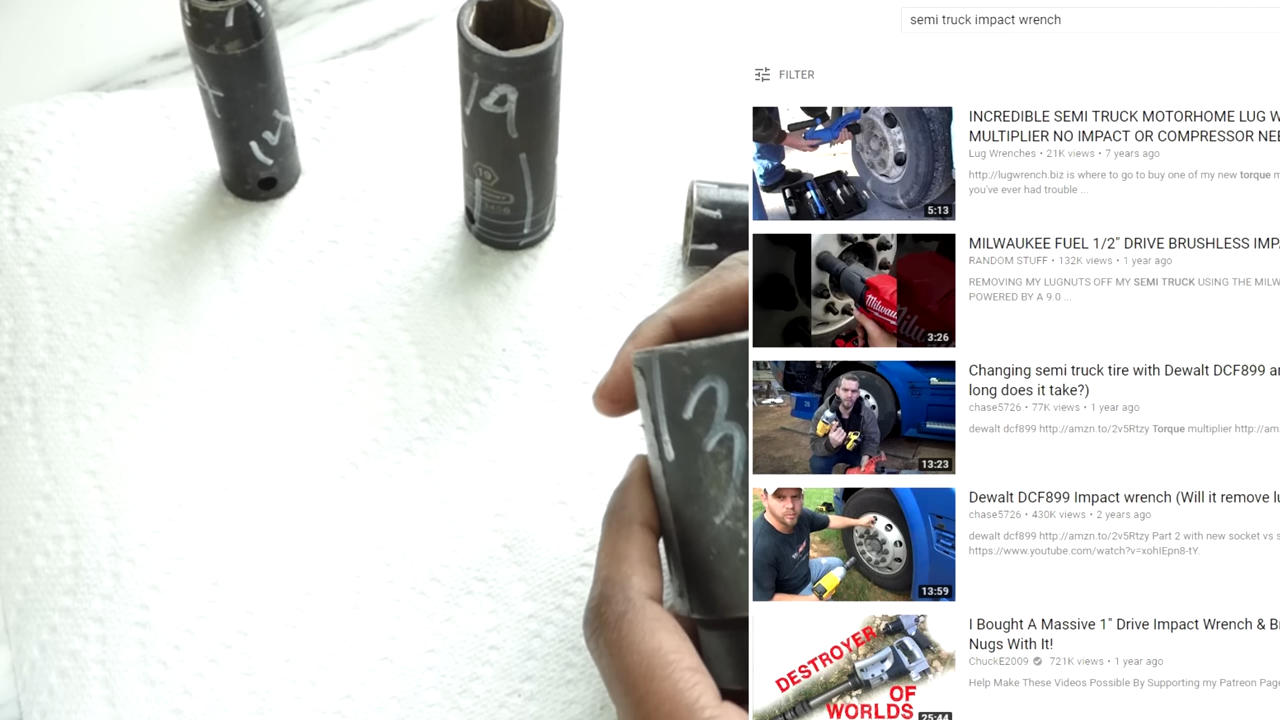 14
19
19
3
semi truck impact wrench
FILTER
INCREDIBLE SEMI TRUCK MOTORHOME LUG
MULTIPLIER NO IMPACT OR COMPRESSOR
Lug Wrenches • 21K views • 7 years ago
http://lugwrench.biz is where to go to buy one of my new torque
you've ever had trouble ...
5:13
MILWAUKEE FUEL 1/2" DRIVE BRUSHLESS
RANDOM STUFF • 132K views • 1 year ago
REMOVING MY LUGNUTS OFF MY SEMI TRUCK USING THE
POWERED BY A 9.0 ...
Milwau
3:26
Changing semi truck tire with Dewalt DCF899
long does it take?)
chase5726 • 77K views • 1 year ago
dewalt dcf899 http://amzn.to/2v5Rtzy Torque multiplier
13:23
Dewalt DCF899 Impact wrench (Will it remove
chase5726 • 430K views • 2 years ago
dewalt dcf899 http://amzn.to/2v5Rtzy Part 2 with new socket vs
https://www.youtube.com/watch?v=xohIEpn8-tY.
13:59
I Bought A Massive 1" Drive Impact Wrench &
Nugs With It!
ChuckE2009 721K views • 1 year ago
Help Make These Videos Possible By Supporting my Patreon
DESTROYER
OF
WORLDS
25:44